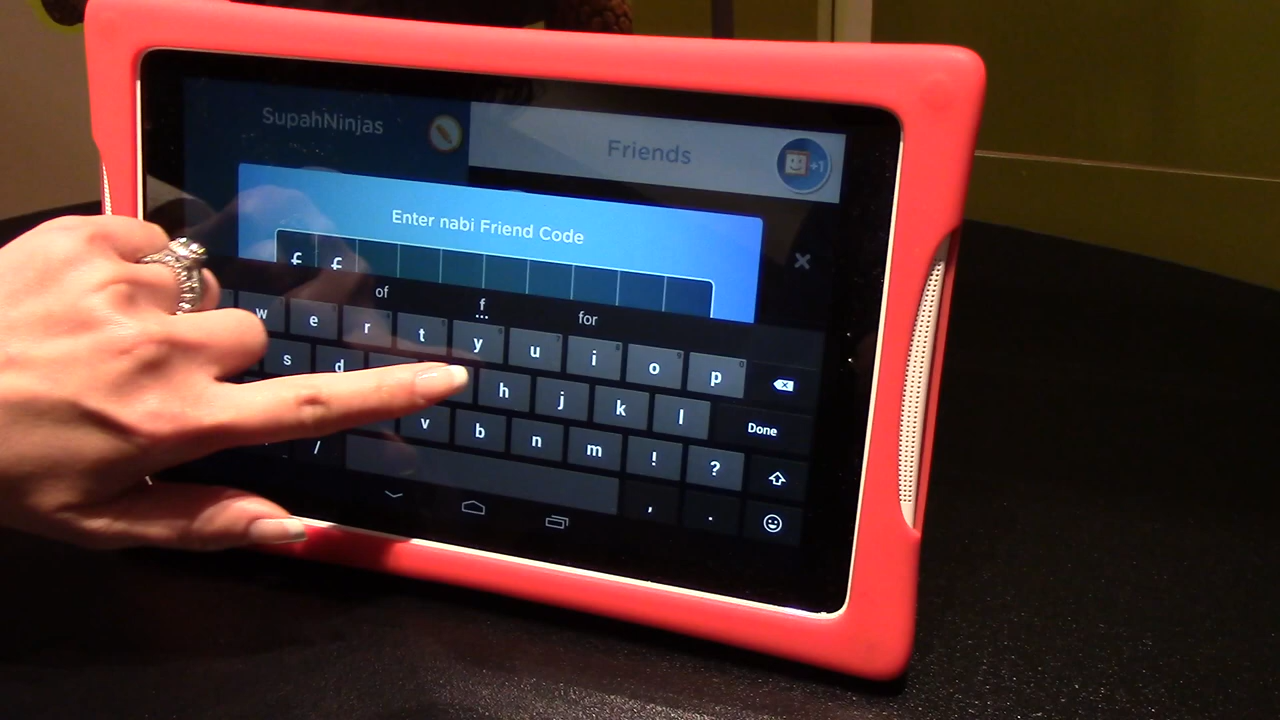 SupahNinjas
Friends
+1
Enter nabi Friend Code
f f
of f for
w e r t y u i o p
s d h j k l Done
/ v b n m ! ?
, .